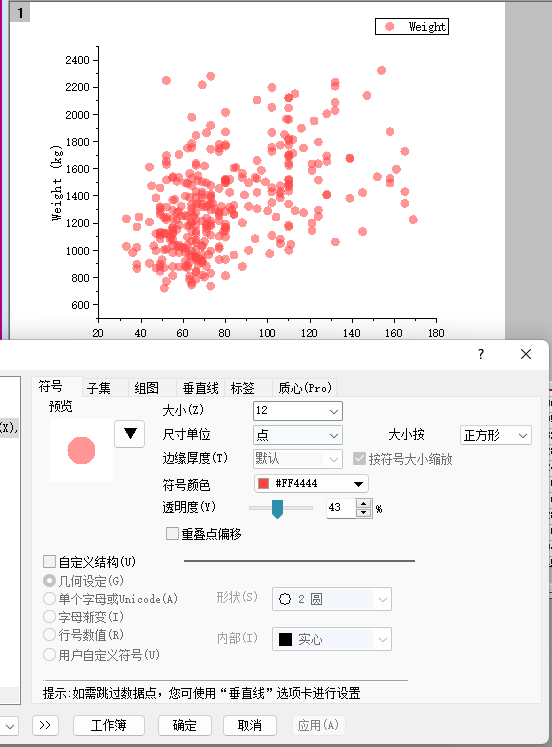 1
Weight
2400
2200
2000
1800
1600
1400
1200
1000
800
600
Weight (kg)
20 40 60 80 100 120 140 160 180
? ×
符号 子集 组图 垂直线 标签 质心(Pro)
预览
大小(Z) 12
尺寸单位 点 大小按 正方形
边缘厚度(T) 默认 按符号大小缩放
符号颜色 #FF4444
透明度(Y) 43 %
重叠点偏移
自定义结构(U)
几何设定(G)
单个字母或Unicode(A)
字母渐变(I)
行号数值(R)
用户自定义符号(U)
形状(S) 2 圆
内部(I) 实心
(X),
提示:如需跳过数据点，您可使用“垂直线”选项卡进行设置
>> 工作簿 确定 取消 应用(A)